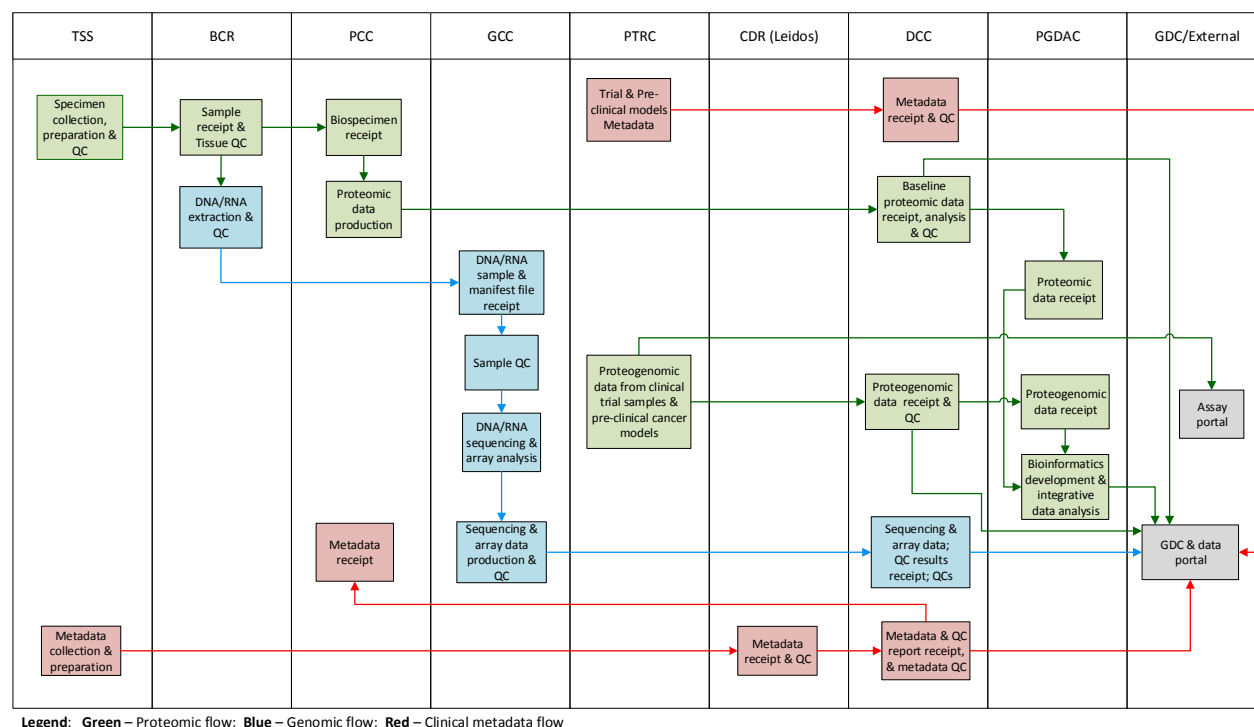 TSS
BCR
PCC
GCC
PTRC
CDR (Leidos)
DCC
PGDAC
GDC/External
Specimen
collection,
preparation &
QC
Sample
receipt &
Tissue QC
Biospecimen
receipt
Trial & Pre-
clinical models
Metadata
Metadata
receipt & QC
DNA/RNA
extraction &
QC
Proteomic
data
production
Baseline
proteomic data
receipt, analysis
& QC
DNA/RNA
sample &
manifest file
receipt
Proteomic
data receipt
Sample QC
Proteogenomic
data from clinical
trial samples &
pre-clinical cancer
models
Proteogenomic
data receipt &
QC
Proteogenomic
data receipt
Assay
portal
DNA/RNA
sequencing &
array analysis
Bioinformatics
development &
integrative
data analysis
Metadata
receipt
Sequencing &
array data
production &
QC
Sequencing &
array data;
QC results
receipt; QCs
GDC & data
portal
Metadata
collection &
preparation
Metadata
receipt & QC
Metadata & QC
report receipt,
& metadata QC
Legend: Green – Proteomic flow; Blue – Genomic flow; Red – Clinical metadata flow